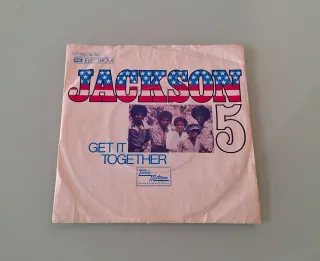 ELECTROLA
JACKSON
5
GET IT
TOGETHER
Tamla
Motown